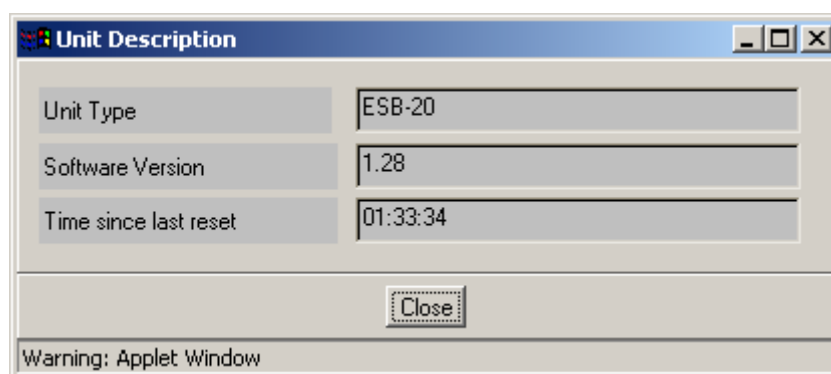 Unit Description
Unit Type ESB-20
Software Version 1.28
Time since last reset 01:33:34
Close
Warning: Applet Window